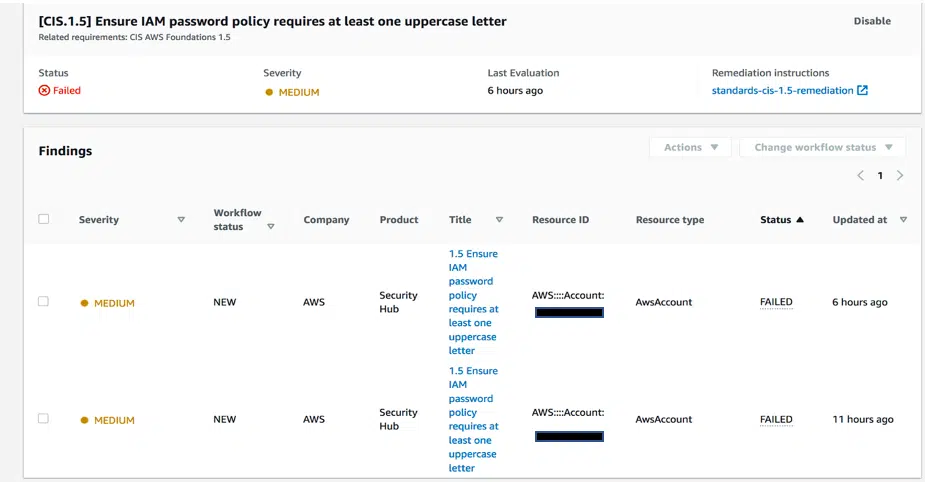 [CIS.1.5] Ensure IAM password policy requires at least one uppercase letter
Disable
Related requirements: CIS AWS Foundations 1.5
Status
Severity
Last Evaluation
Remediation instructions
Failed
MEDIUM
6 hours ago
standards-cis-1.5-remediation
Findings
Actions
Change workflow status
1
Severity
Workflow
status
Company
Product
Title
Resource ID
Resource type
Status
Updated at
MEDIUM
NEW
AWS
Security
Hub
1.5 Ensure
IAM
password
policy
requires at
least one
uppercase
letter
AWS::::Account:
AwsAccount
FAILED
6 hours ago
MEDIUM
NEW
AWS
Security
Hub
1.5 Ensure
IAM
password
policy
requires at
least one
uppercase
letter
AWS::::Account:
AwsAccount
FAILED
11 hours ago